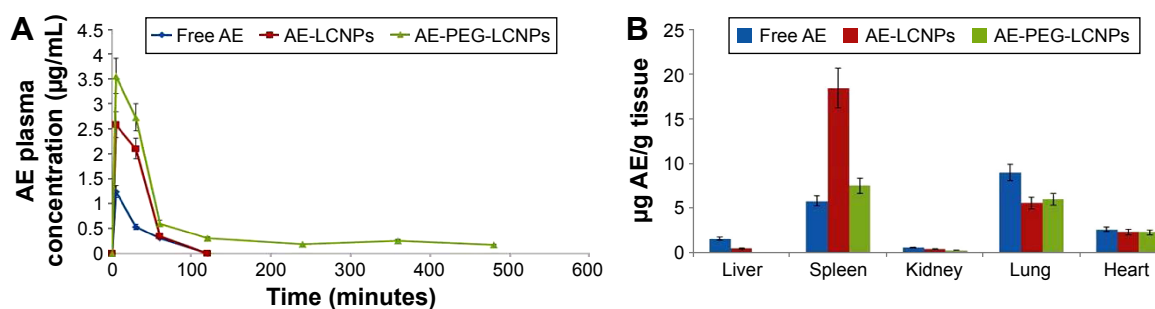 A
Free AE AE-LCNPs AE-PEG-LCNPs
AE plasma
concentration (µg/mL)
4.5
4
3.5
3
2.5
2
1.5
1
0.5
0
0 100 200 300 400 500 600
Time (minutes)
B
Free AE AE-LCNPs AE-PEG-LCNPs
µg AE/g tissue
25
20
15
10
5
0
Liver Spleen Kidney Lung Heart